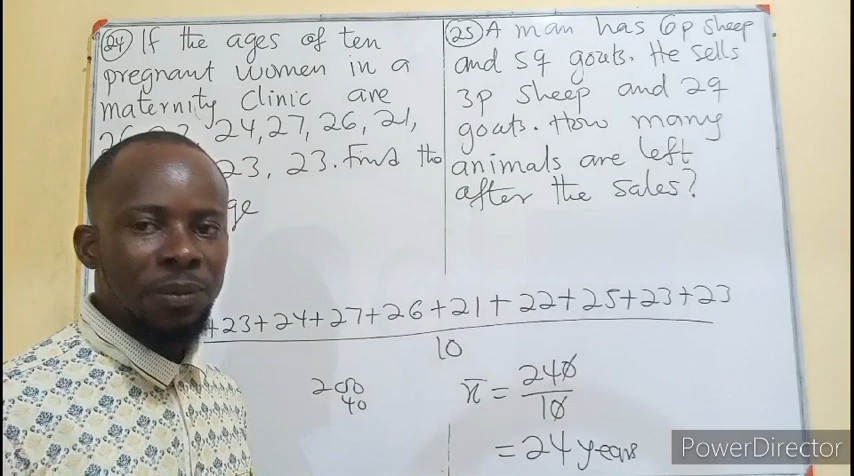 24 If the ages of ten
pregnant women in a
maternity Clinic are
24, 27, 26, 21,
23, 23. Find the
ge
25 A man has 6p sheep
and 5q goats. He sells
3p sheep and 2q
goats. How many
animals are left
after the sales?
+23+24+27+26+21+22+25+23+23
10
200
40
x̄ = 240
10
= 24 years
PowerDirector